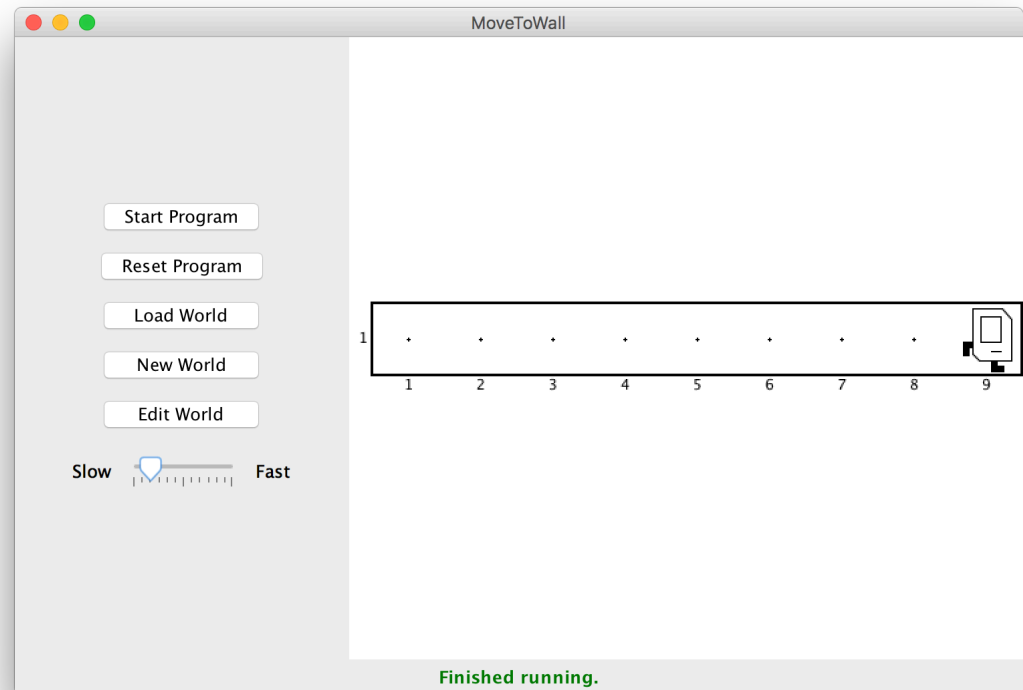 MoveToWall
Start Program
Reset Program
Load World
New World
Edit World
Slow Fast
1
1 2 3 4 5 6 7 8 9
Finished running.